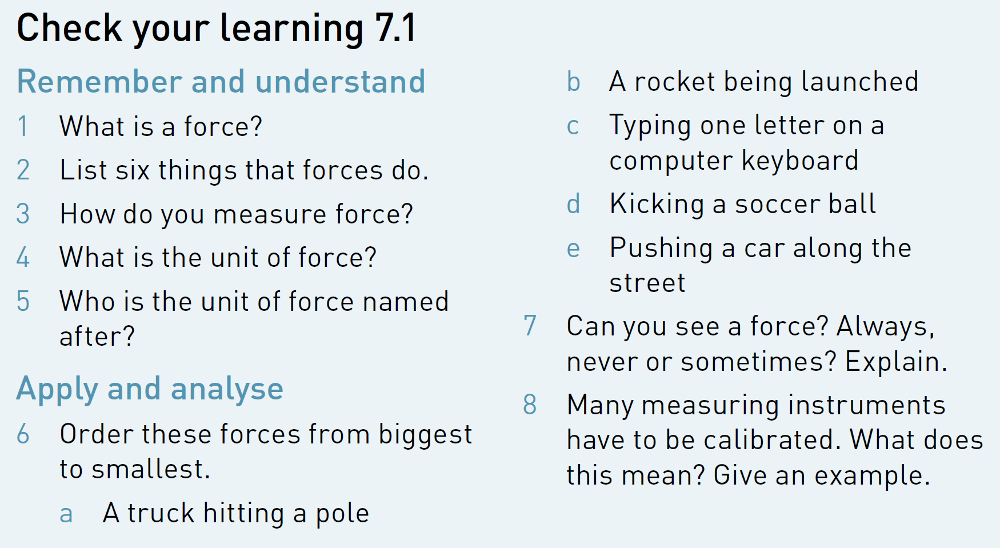 Check your learning 7.1
Remember and understand
1 What is a force?
2 List six things that forces do.
3 How do you measure force?
4 What is the unit of force?
5 Who is the unit of force named
after?
Apply and analyse
6 Order these forces from biggest
to smallest.
a A truck hitting a pole
b A rocket being launched
c Typing one letter on a
computer keyboard
d Kicking a soccer ball
e Pushing a car along the
street
7 Can you see a force? Always,
never or sometimes? Explain.
8 Many measuring instruments
have to be calibrated. What does
this mean? Give an example.